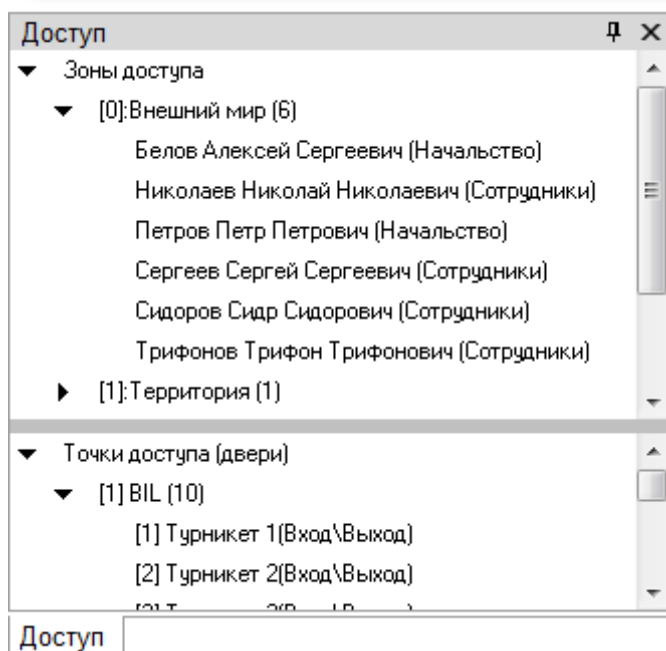 Доступ
Зоны доступа
[0]:Внешний мир (6)
Белов Алексей Сергеевич (Начальство)
Николаев Николай Николаевич (Сотрудники)
Петров Петр Петрович (Начальство)
Сергеев Сергей Сергеевич (Сотрудники)
Сидоров Сидр Сидорович (Сотрудники)
Трифонов Трифон Трифонович (Сотрудники)
[1]:Территория (1)
Точки доступа (двери)
[1] BIL (10)
[1] Турникет 1(Вход\Выход)
[2] Турникет 2(Вход\Выход)
Доступ